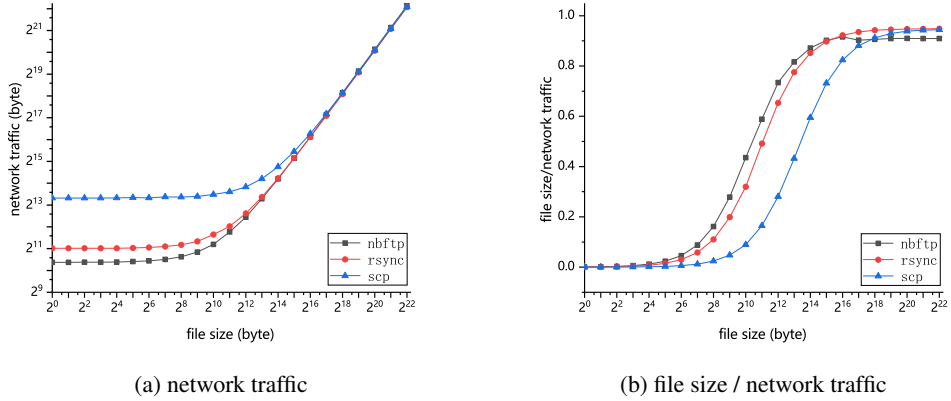 2^21
2^19
2^17
2^15
2^13
2^11
2^9
network traffic (byte)
2^0 2^2 2^4 2^6 2^8 2^10 2^12 2^14 2^16 2^18 2^20 2^22
file size (byte)
nbftp
rsync
scp
(a) network traffic
1.0
0.8
0.6
0.4
0.2
0.0
file size/network traffic
2^0 2^2 2^4 2^6 2^8 2^10 2^12 2^14 2^16 2^18 2^20 2^22
file size (byte)
nbftp
rsync
scp
(b) file size / network traffic